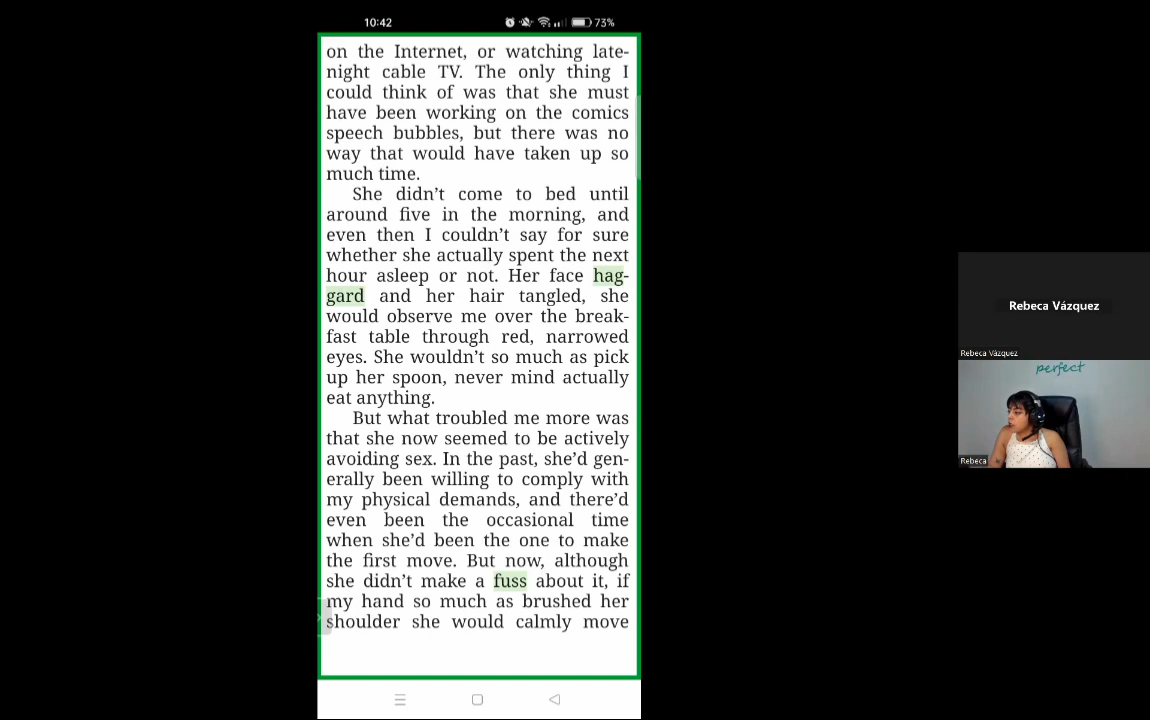 10:42
73%
on the Internet, or watching late-
night cable TV. The only thing I
could think of was that she must
have been working on the comics
speech bubbles, but there was no
way that would have taken up so
much time.
She didn't come to bed until
around five in the morning, and
even then I couldn't say for sure
whether she actually spent the next
hour asleep or not. Her face hag-
gard and her hair tangled, she
would observe me over the break-
fast table through red, narrowed
eyes. She wouldn't so much as pick
up her spoon, never mind actually
eat anything.
But what troubled me more was
that she now seemed to be actively
avoiding sex. In the past, she'd gen-
erally been willing to comply with
my physical demands, and there'd
even been the occasional time
when she'd been the one to make
the first move. But now, although
she didn't make a fuss about it, if
my hand so much as brushed her
shoulder she would calmly move
Rebeca Vázquez
Rebeca Vázquez
perfect
Rebeca